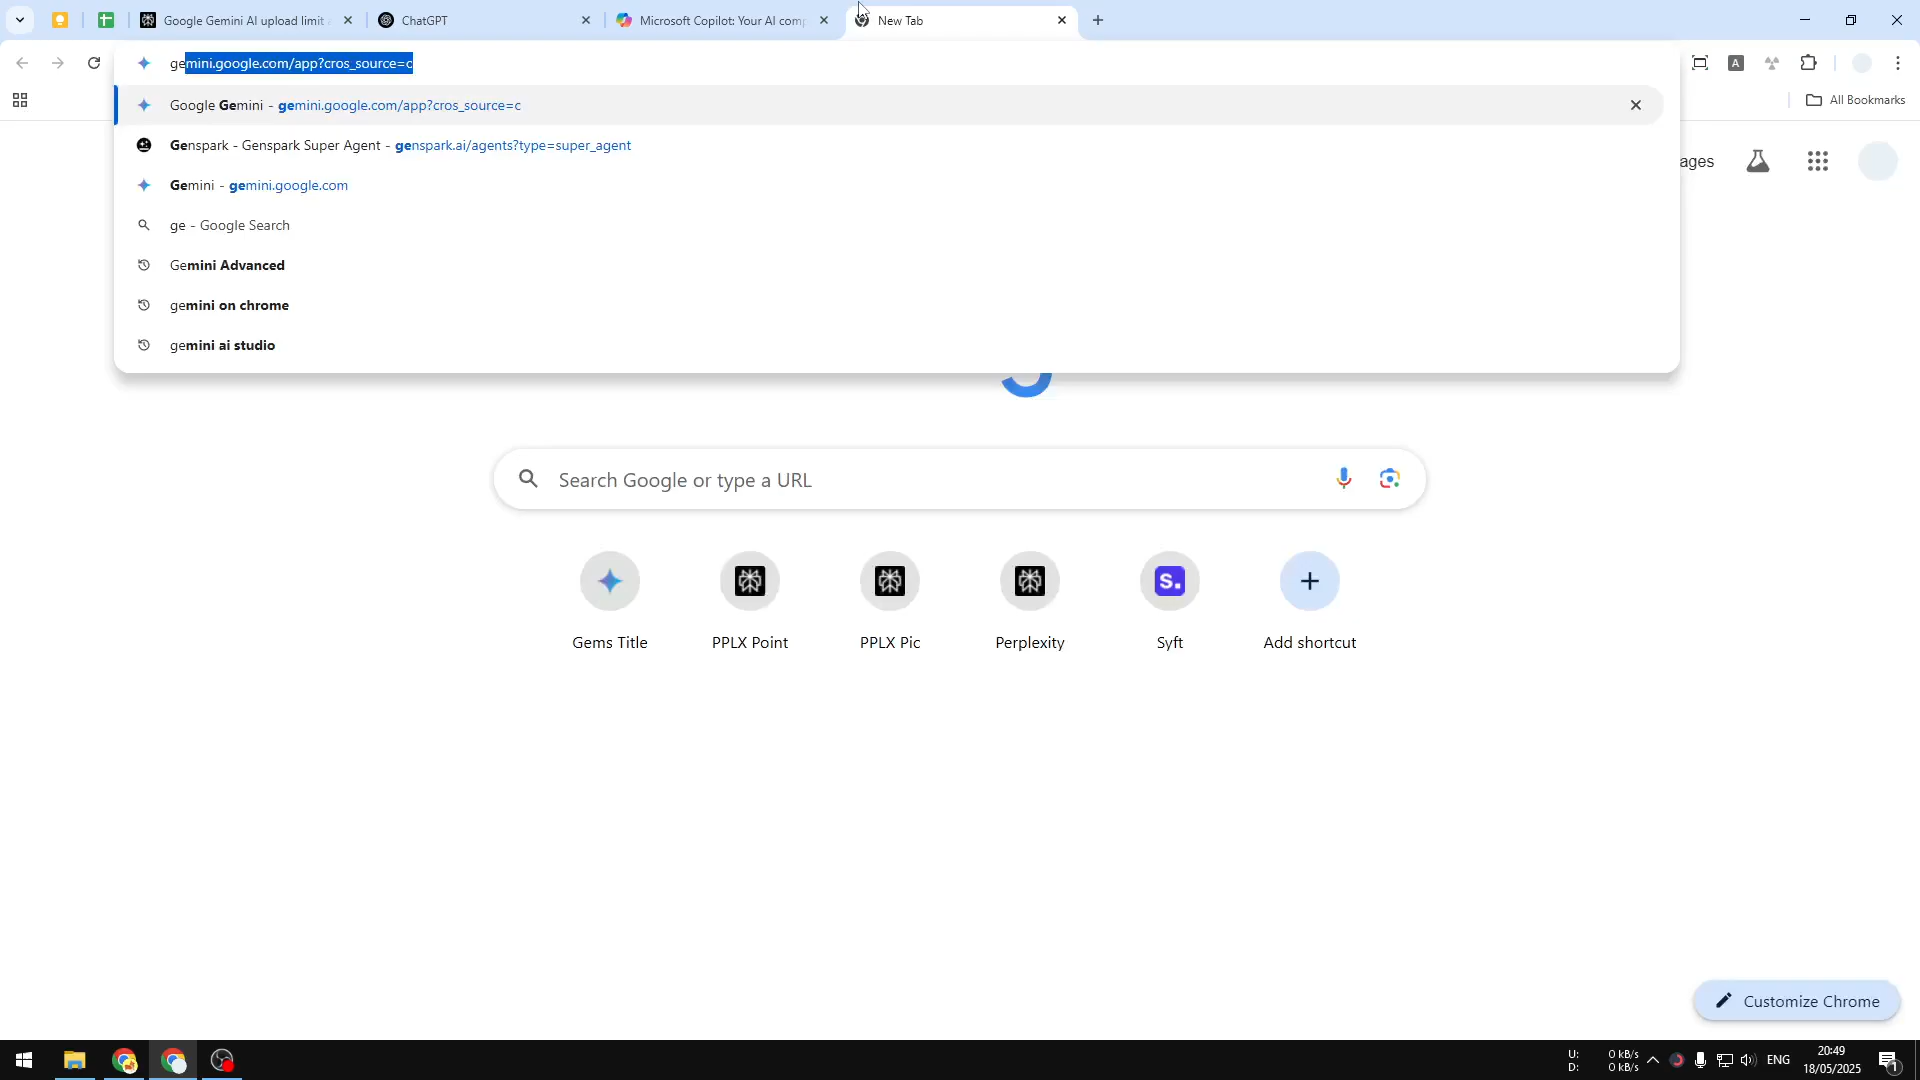 Google Gemini AI upload limit a
ChatGPT
Microsoft Copilot: Your AI comp
New Tab
gemini.google.com/app?cros_source=c
A
All Bookmarks
Google Gemini - gemini.google.com/app?cros_source=c
Genspark - Genspark Super Agent - genspark.ai/agents?type=super_agent
ages
Gemini - gemini.google.com
ge - Google Search
Gemini Advanced
gemini on chrome
gemini ai studio
Search Google or type a URL
S.
Gems Title
PPLX Point
PPLX Pic
Perplexity
Syft
Add shortcut
Customize Chrome
U: 0 kB/s
D: 0 kB/s
ENG
20:49
18/05/2025
1